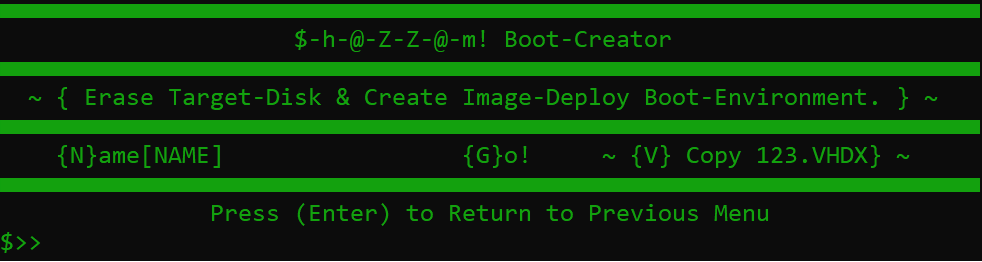 $-h-@-Z-Z-@-m! Boot-Creator
~ { Erase Target-Disk & Create Image-Deploy Boot-Environment. } ~
{N}ame[NAME] {G}o! ~ {V} Copy 123.VHDX} ~
Press (Enter) to Return to Previous Menu
$>>